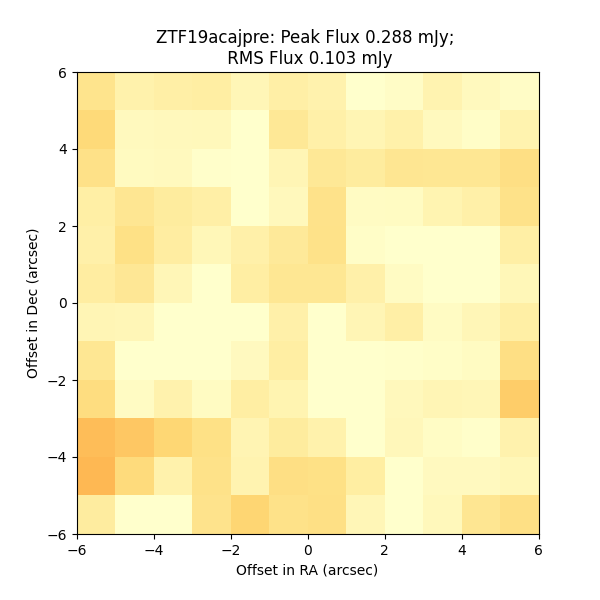 ZTF19acajpre: Peak Flux 0.288 mJy;
RMS Flux 0.103 mJy
6
4
2
0
−2
−4
−6
Offset in Dec (arcsec)
−6 −4 −2 0 2 4 6
Offset in RA (arcsec)